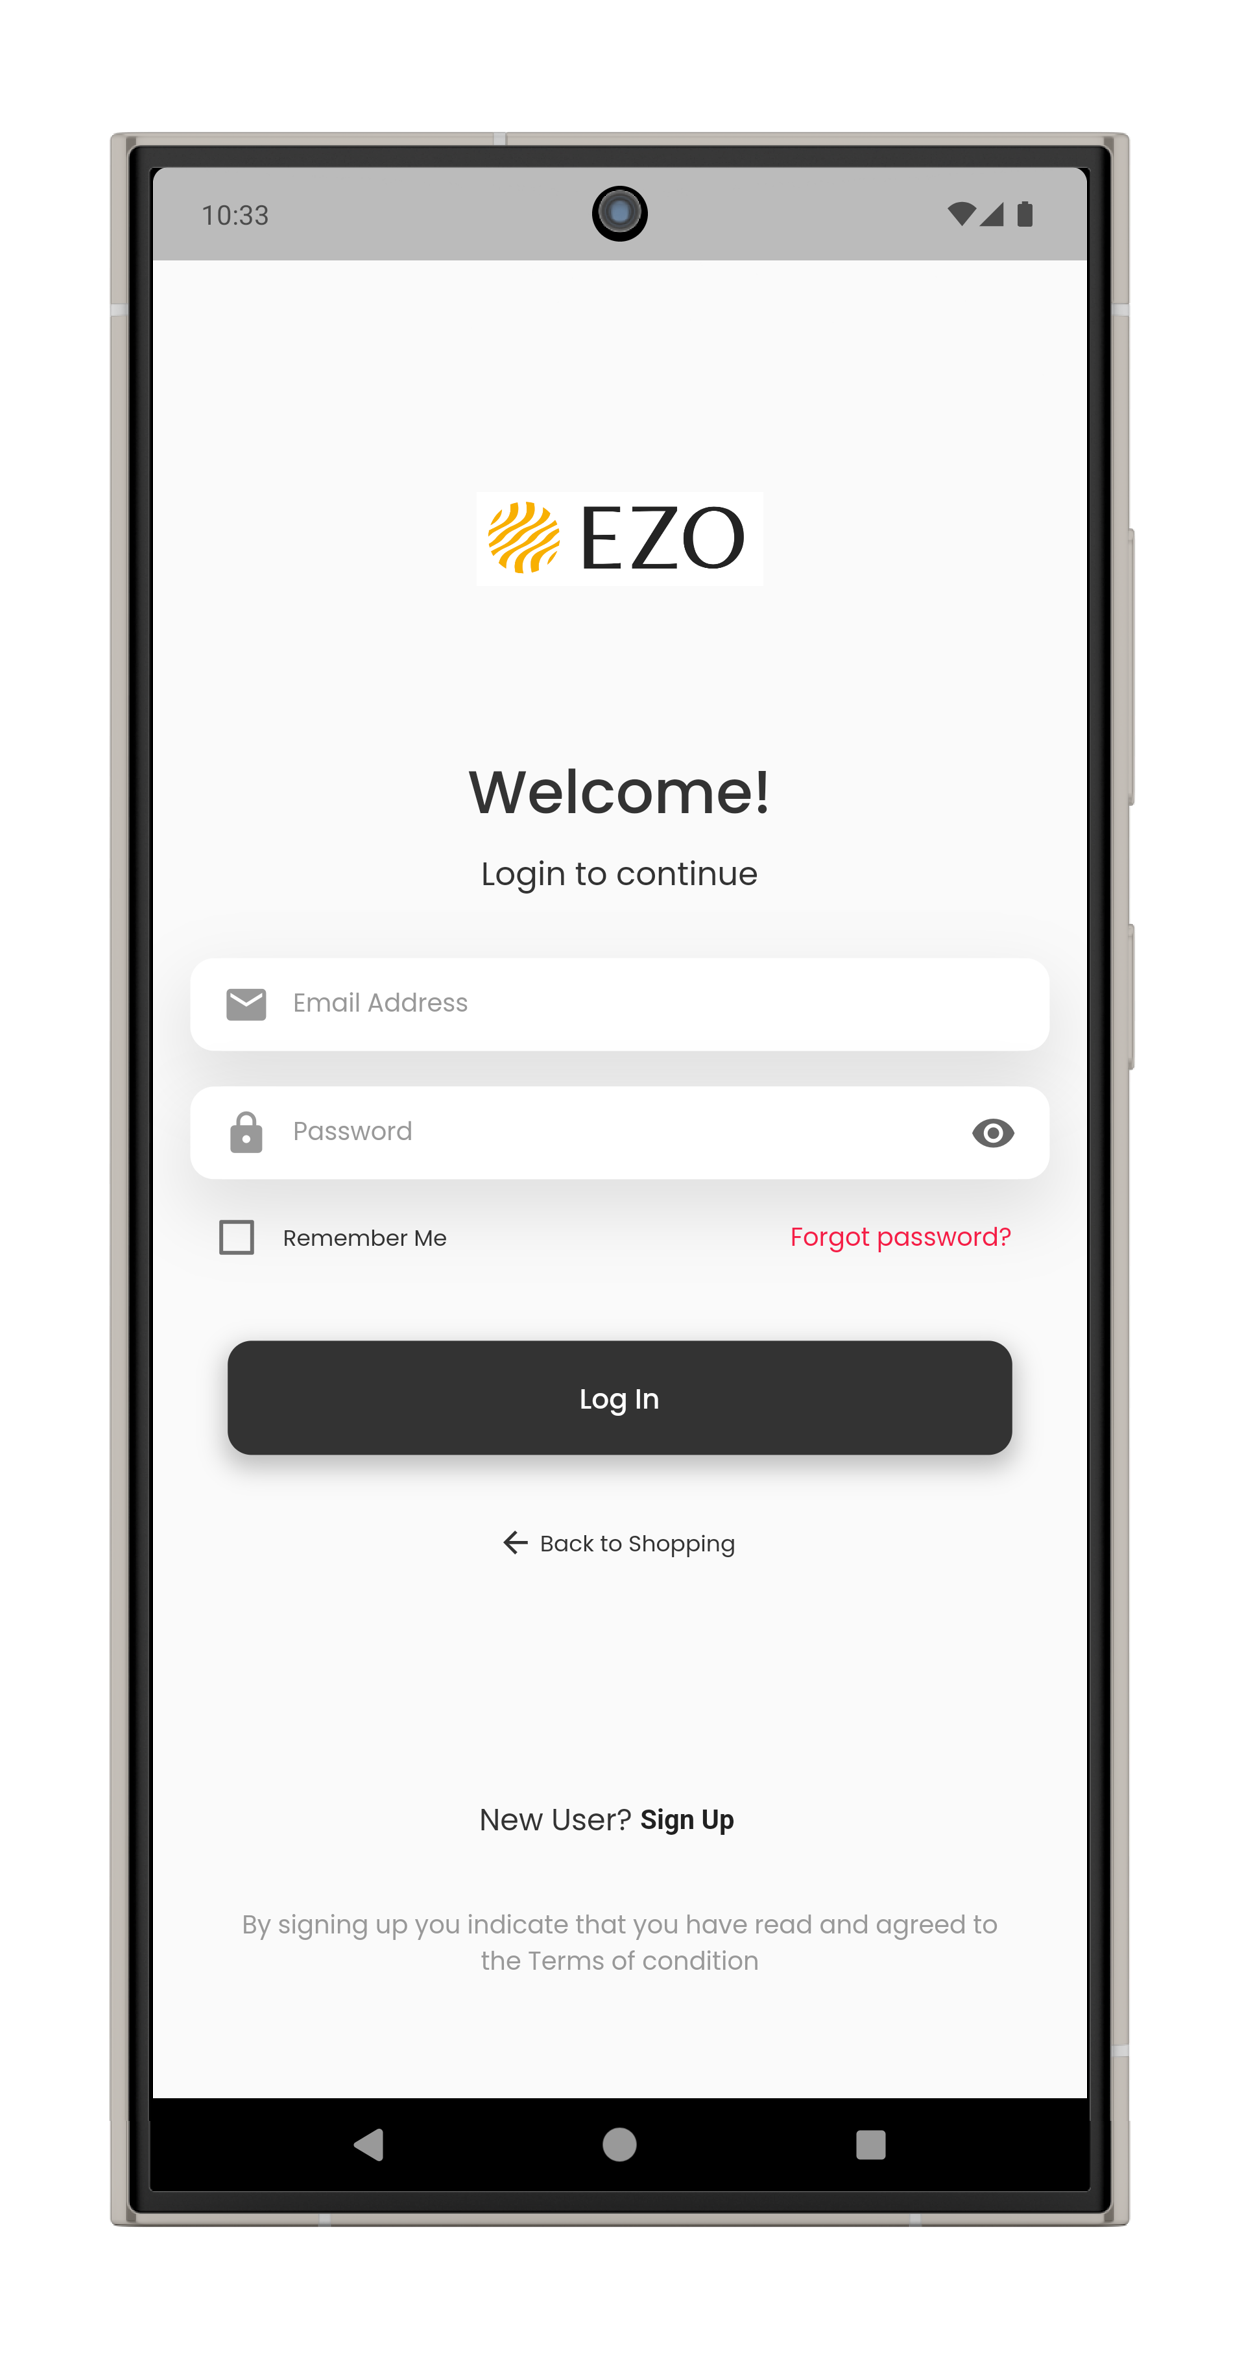 10:33
EZO
Welcome!
Login to continue
Email Address
Password
Remember Me
Forgot password?
Log In
Back to Shopping
New User? Sign Up
By signing up you indicate that you have read and agreed to
the Terms of condition